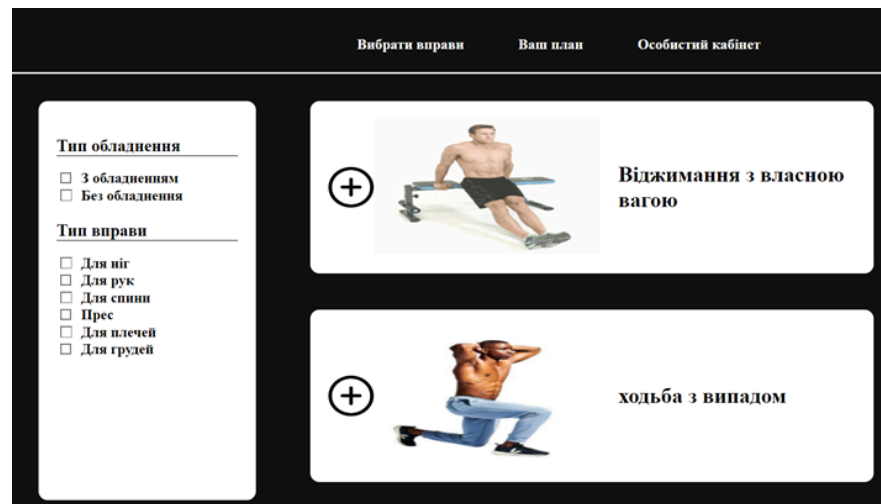 Вибрати вправи Ваш план Особистий кабінет
Тип обладнення
З обладненням
Без обладнення
Тип вправи
Для ніг
Для рук
Для спини
Прес
Для плечей
Для грудей
Віджимання з власною
вагою
ходьба з випадом